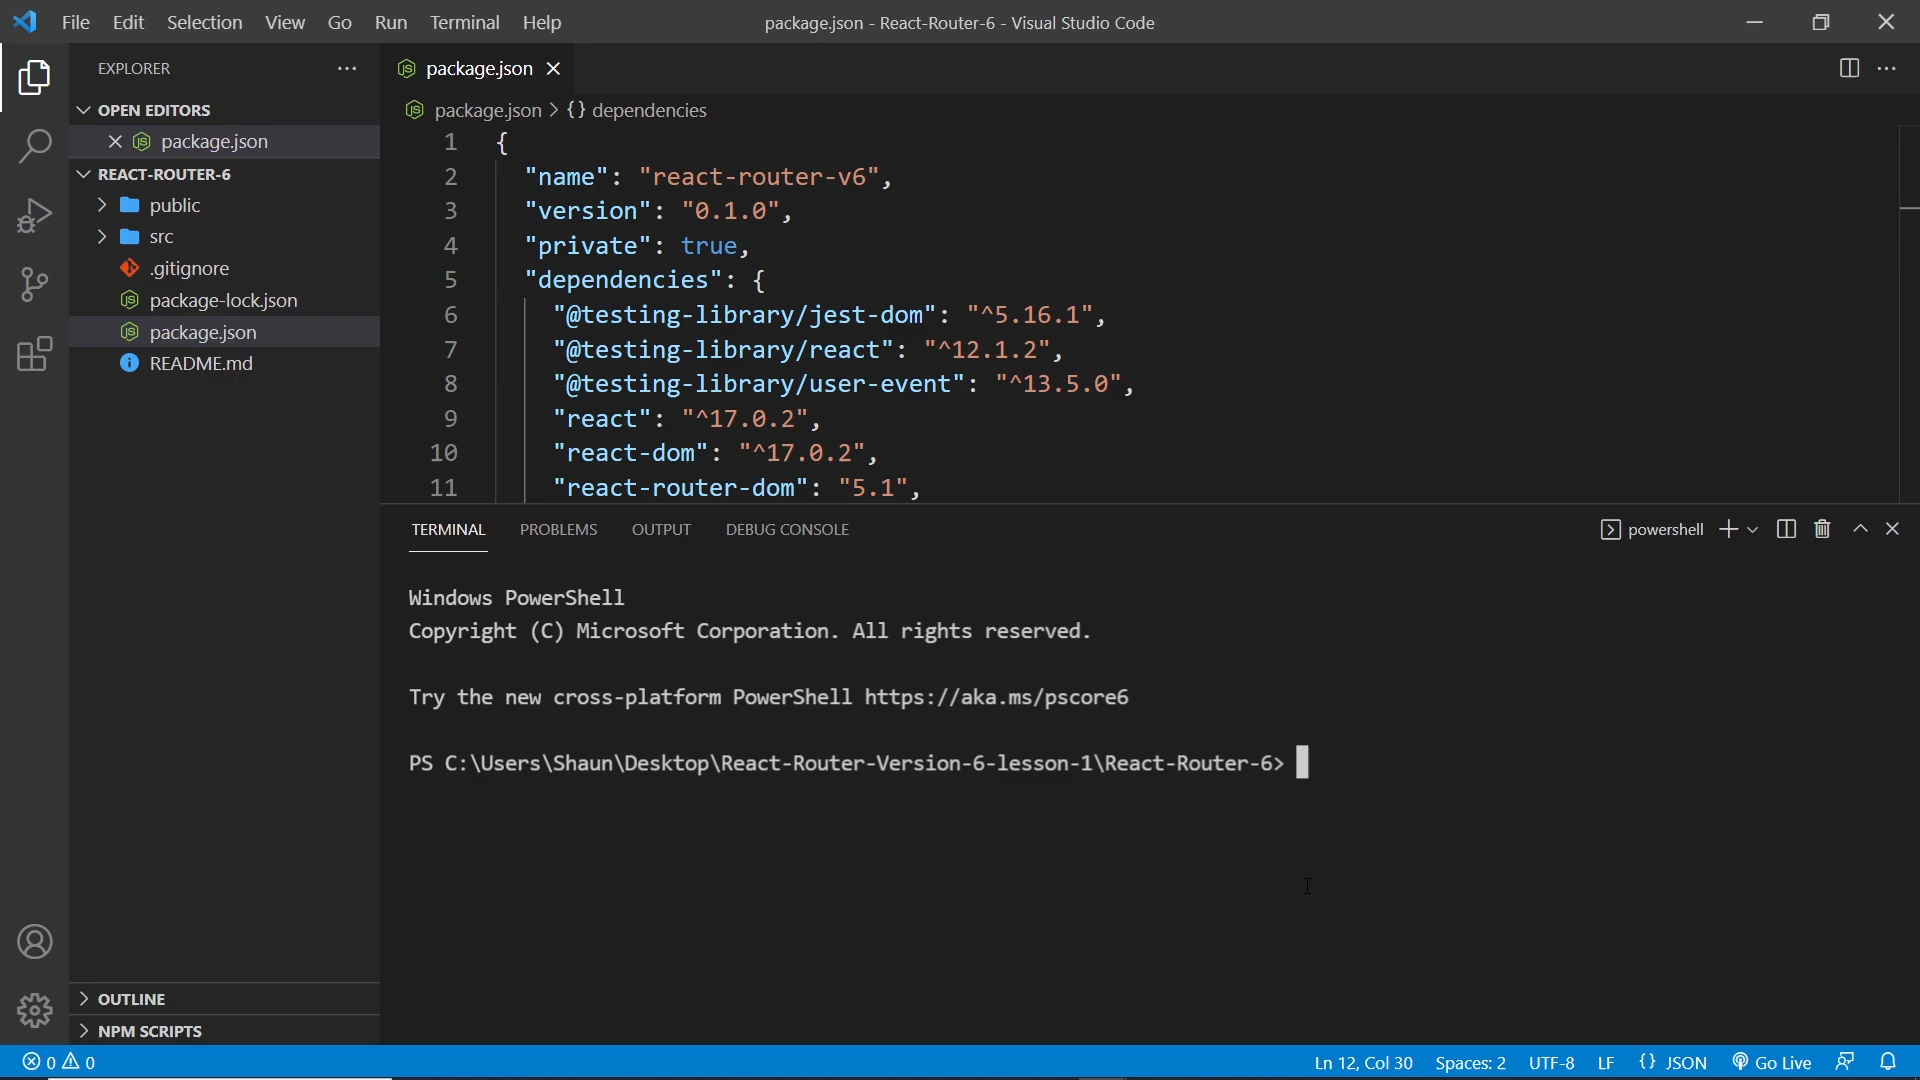 File Edit Selection View Go Run Terminal Help
package.json - React-Router-6 - Visual Studio Code
EXPLORER
OPEN EDITORS
package.json
REACT-ROUTER-6
public
src
.gitignore
package-lock.json
package.json
README.md
OUTLINE
NPM SCRIPTS
package.json
package.json > {} dependencies
1 {
2 "name": "react-router-v6",
3 "version": "0.1.0",
4 "private": true,
5 "dependencies": {
6 "@testing-library/jest-dom": "^5.16.1",
7 "@testing-library/react": "^12.1.2",
8 "@testing-library/user-event": "^13.5.0",
9 "react": "^17.0.2",
10 "react-dom": "^17.0.2",
11 "react-router-dom": "5.1",
TERMINAL PROBLEMS OUTPUT DEBUG CONSOLE
powershell
Windows PowerShell
Copyright (C) Microsoft Corporation. All rights reserved.
Try the new cross-platform PowerShell https://aka.ms/pscore6
PS C:\Users\Shaun\Desktop\React-Router-Version-6-lesson-1\React-Router-6>
0 0
Ln 12, Col 30 Spaces: 2 UTF-8 LF {} JSON Go Live